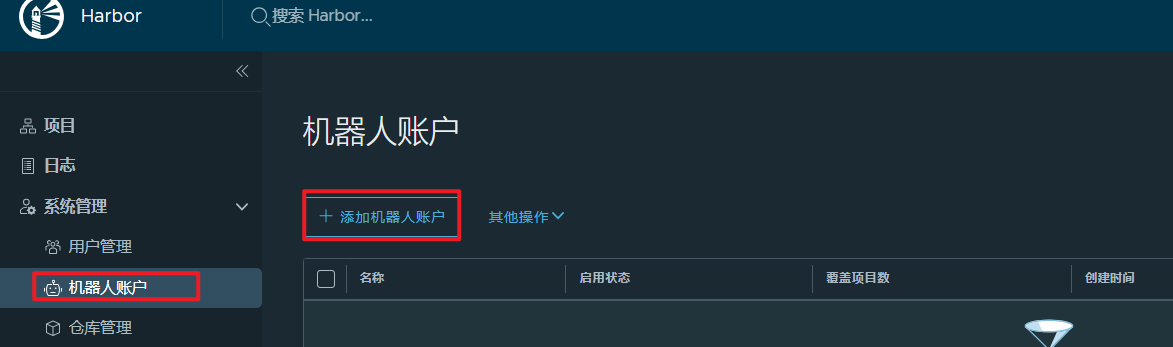 Harbor
搜索 Harbor...
项目
日志
系统管理
用户管理
机器人账户
仓库管理
机器人账户
添加机器人账户
其他操作
名称 启用状态 覆盖项目数 创建时间